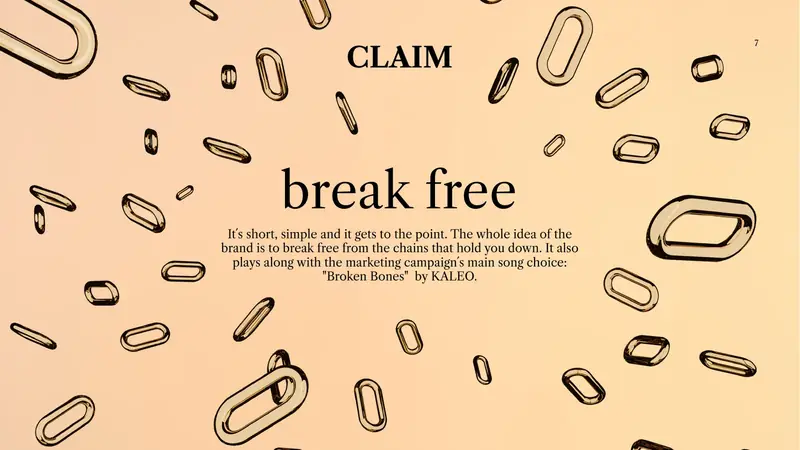 7
CLAIM
break free
It´s short, simple and it gets to the point. The whole idea of the
brand is to break free from the chains that hold you down. It also
plays along with the marketing campaign´s main song choice:
"Broken Bones"  by KALEO.